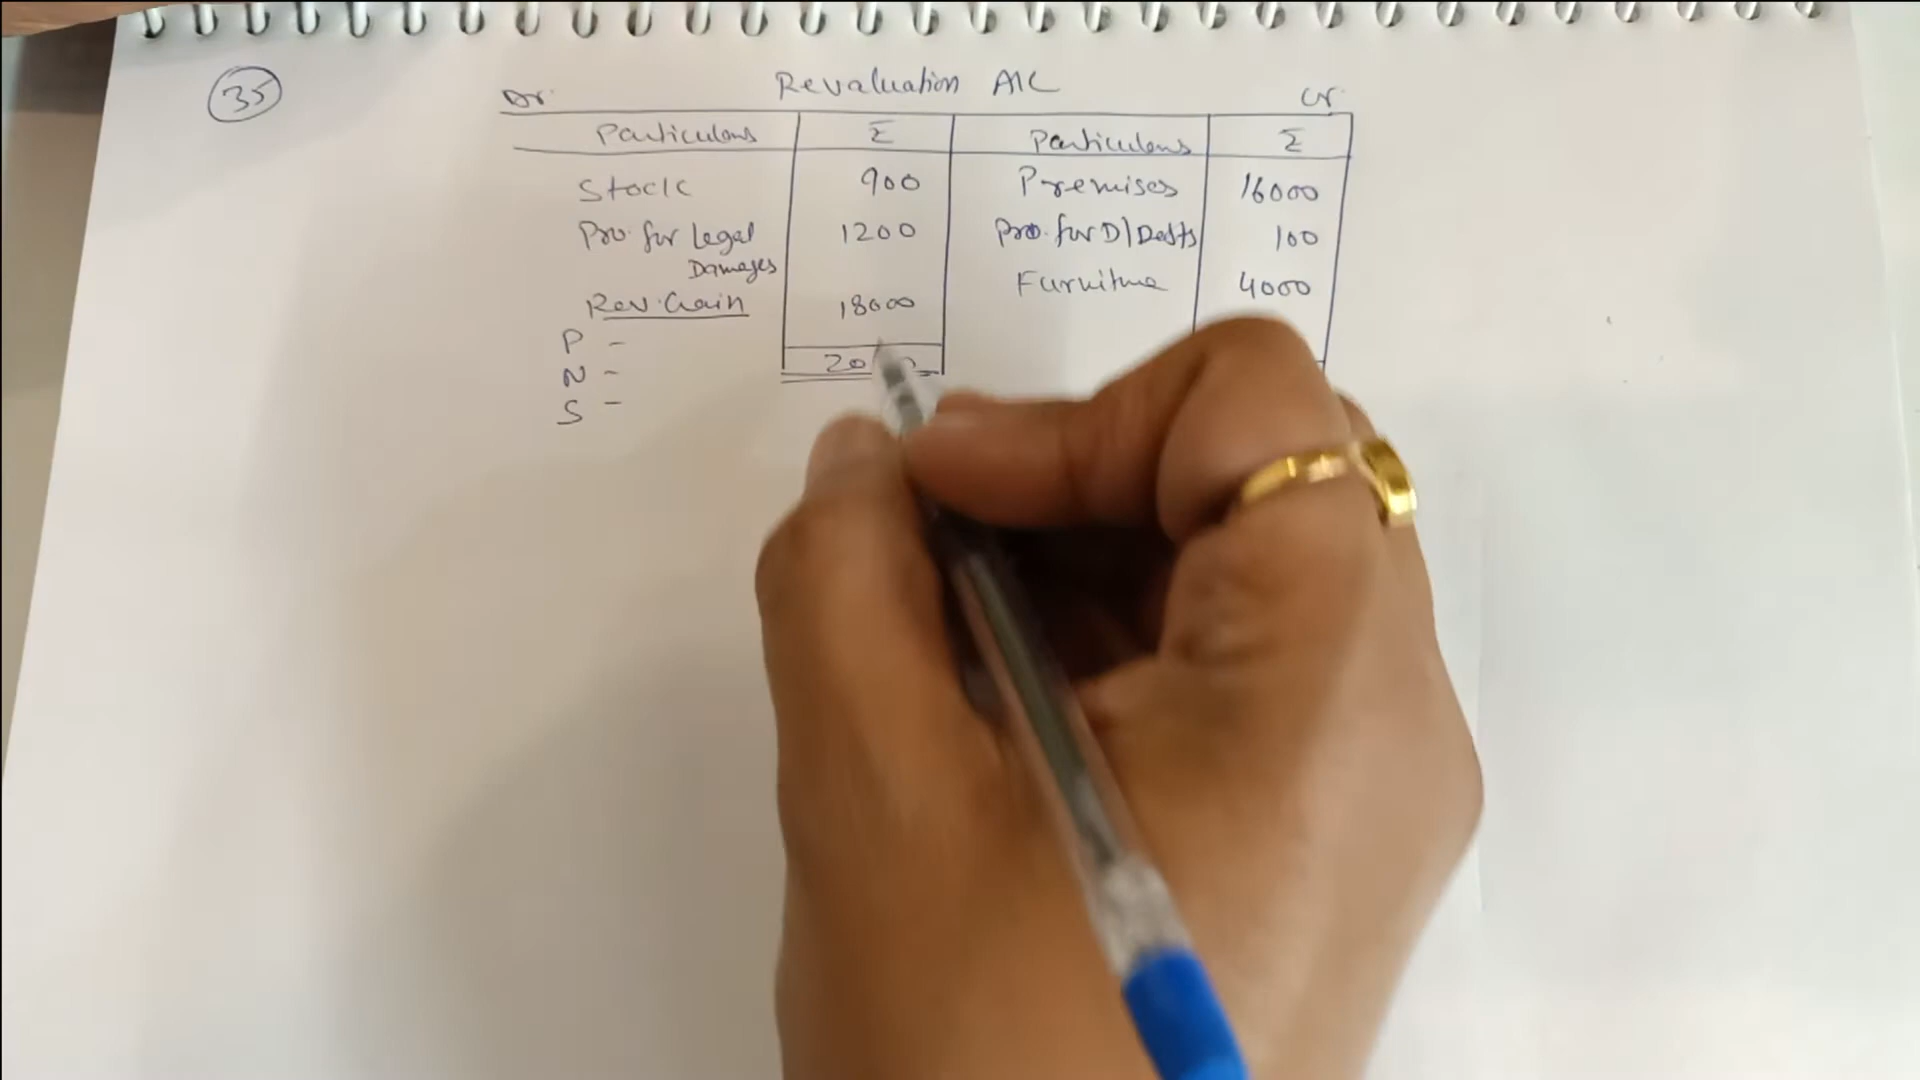 35
Revaluation A/C
Dr. Cr.
Particulars ₹ Particulars ₹
Stock 900 Premises 16000
Pro. for Legal 1200 Pro. for D/Debts 100
Damages
Furniture 4000
Rev. Gain 18000
P -
N -
S -